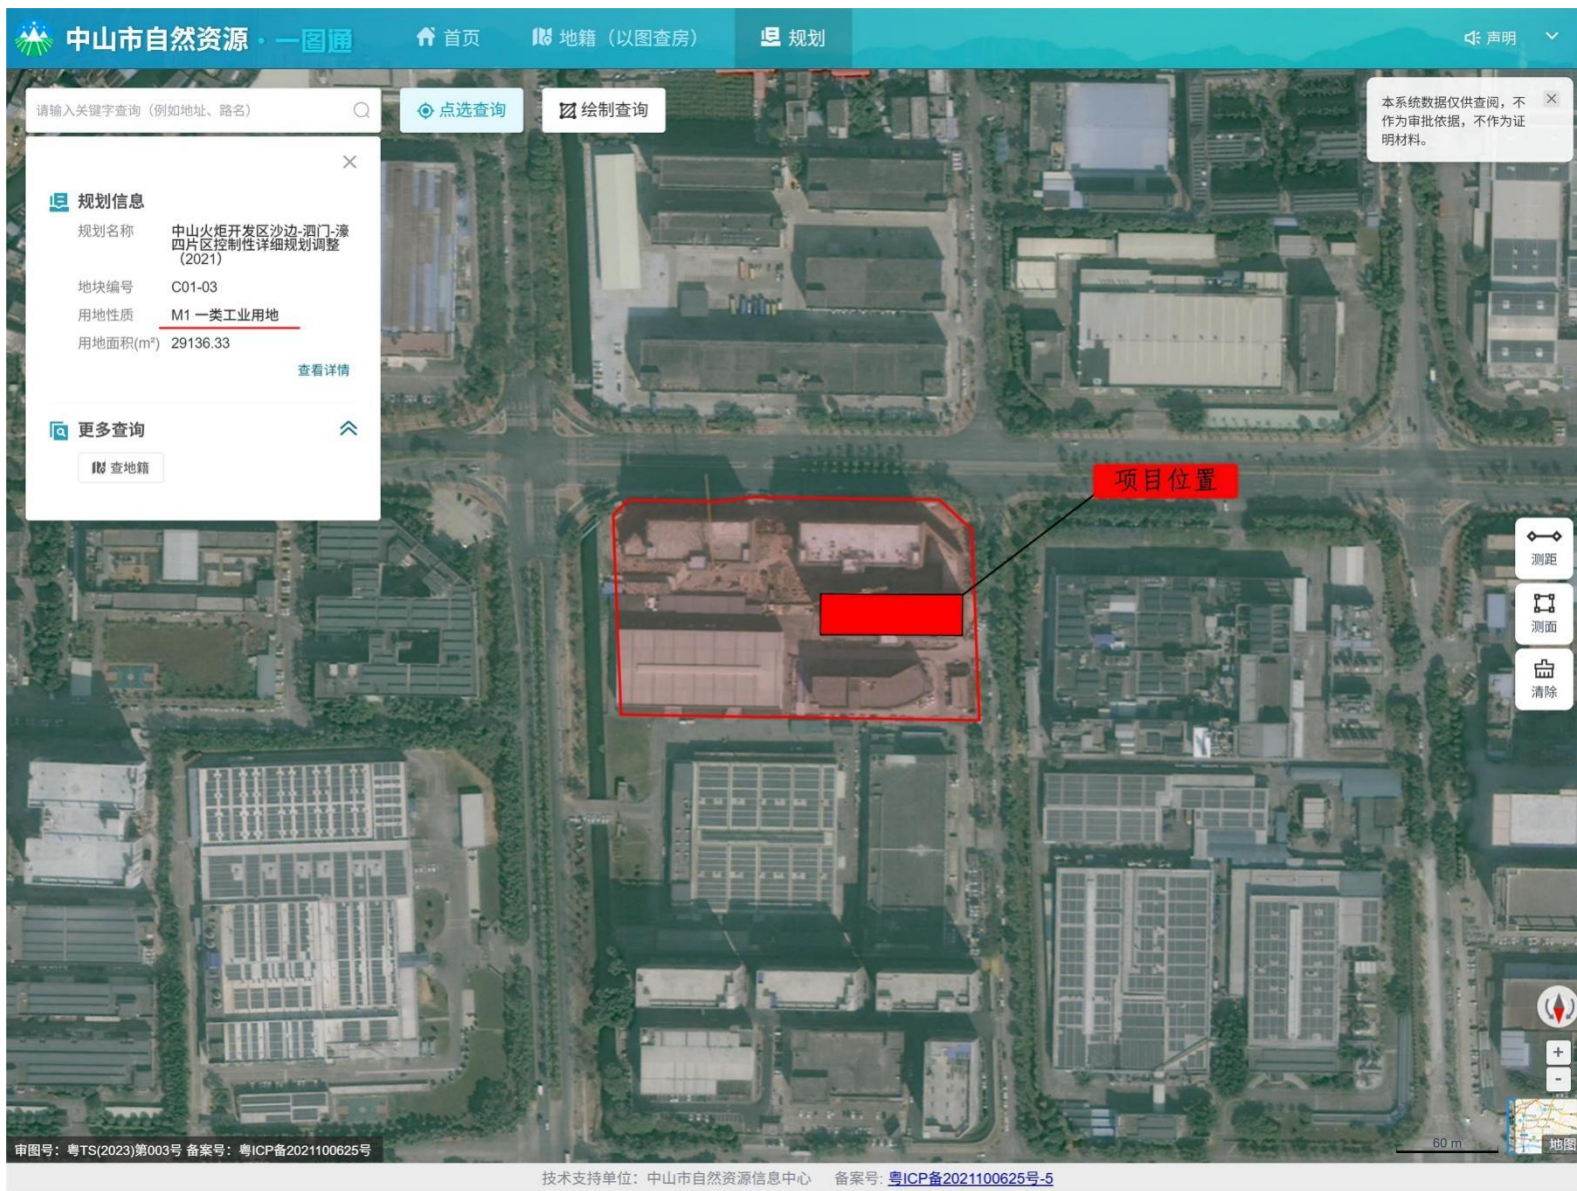 中山市自然资源·一图通
首页
地籍（以图查房）
规划
声明
请输入关键字查询（例如地址、路名）
点选查询
绘制查询
本系统数据仅供查阅，不
作为审批依据，不作为证
明材料。
规划信息
规划名称 中山火炬开发区沙边-泗门-濠
四片区控制性详细规划调整
（2021）
地块编号 C01-03
用地性质 M1 一类工业用地
用地面积(m²) 29136.33
查看详情
更多查询
查地籍
项目位置
测距
测面
清除
+
-
60 m
地图
审图号：粤TS(2023)第003号 备案号：粤ICP备2021100625号
技术支持单位：中山市自然资源信息中心 备案号: 粤ICP备2021100625号-5